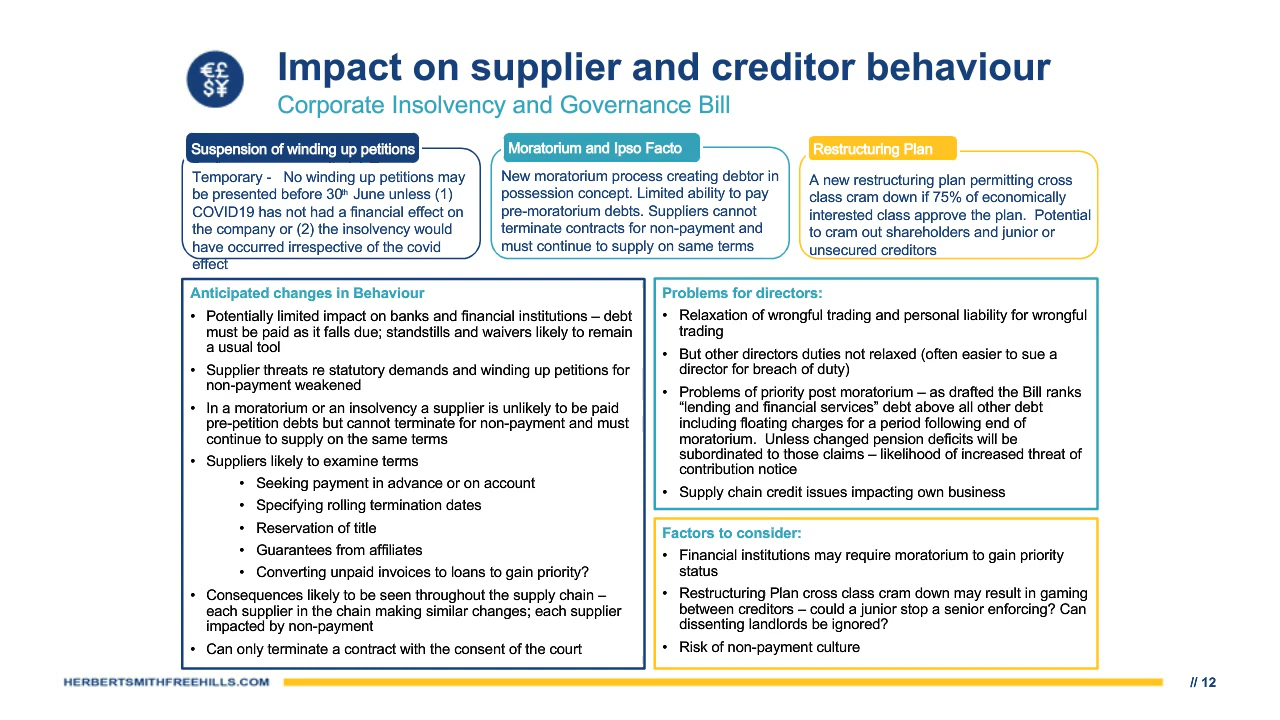 €£
$¥
Impact on supplier and creditor behaviour
Corporate Insolvency and Governance Bill
Suspension of winding up petitions
Temporary -   No winding up petitions may
be presented before 30th June unless (1)
COVID19 has not had a financial effect on
the company or (2) the insolvency would
have occurred irrespective of the covid
effect
Moratorium and Ipso Facto
New moratorium process creating debtor in
possession concept. Limited ability to pay
pre-moratorium debts. Suppliers cannot
terminate contracts for non-payment and
must continue to supply on same terms
Restructuring Plan
A new restructuring plan permitting cross
class cram down if 75% of economically
interested class approve the plan.  Potential
to cram out shareholders and junior or
unsecured creditors
Anticipated changes in Behaviour
• Potentially limited impact on banks and financial institutions – debt
must be paid as it falls due; standstills and waivers likely to remain
a usual tool
• Supplier threats re statutory demands and winding up petitions for
non-payment weakened
• In a moratorium or an insolvency a supplier is unlikely to be paid
pre-petition debts but cannot terminate for non-payment and must
continue to supply on the same terms
• Suppliers likely to examine terms
• Seeking payment in advance or on account
• Specifying rolling termination dates
• Reservation of title
• Guarantees from affiliates
• Converting unpaid invoices to loans to gain priority?
• Consequences likely to be seen throughout the supply chain –
each supplier in the chain making similar changes; each supplier
impacted by non-payment
• Can only terminate a contract with the consent of the court
Problems for directors:
• Relaxation of wrongful trading and personal liability for wrongful
trading
• But other directors duties not relaxed (often easier to sue a
director for breach of duty)
• Problems of priority post moratorium – as drafted the Bill ranks
“lending and financial services” debt above all other debt
including floating charges for a period following end of
moratorium.  Unless changed pension deficits will be
subordinated to those claims – likelihood of increased threat of
contribution notice
• Supply chain credit issues impacting own business
Factors to consider:
• Financial institutions may require moratorium to gain priority
status
• Restructuring Plan cross class cram down may result in gaming
between creditors – could a junior stop a senior enforcing? Can
dissenting landlords be ignored?
• Risk of non-payment culture
HERBERTSMITHFREEHILLS.COM
// 12